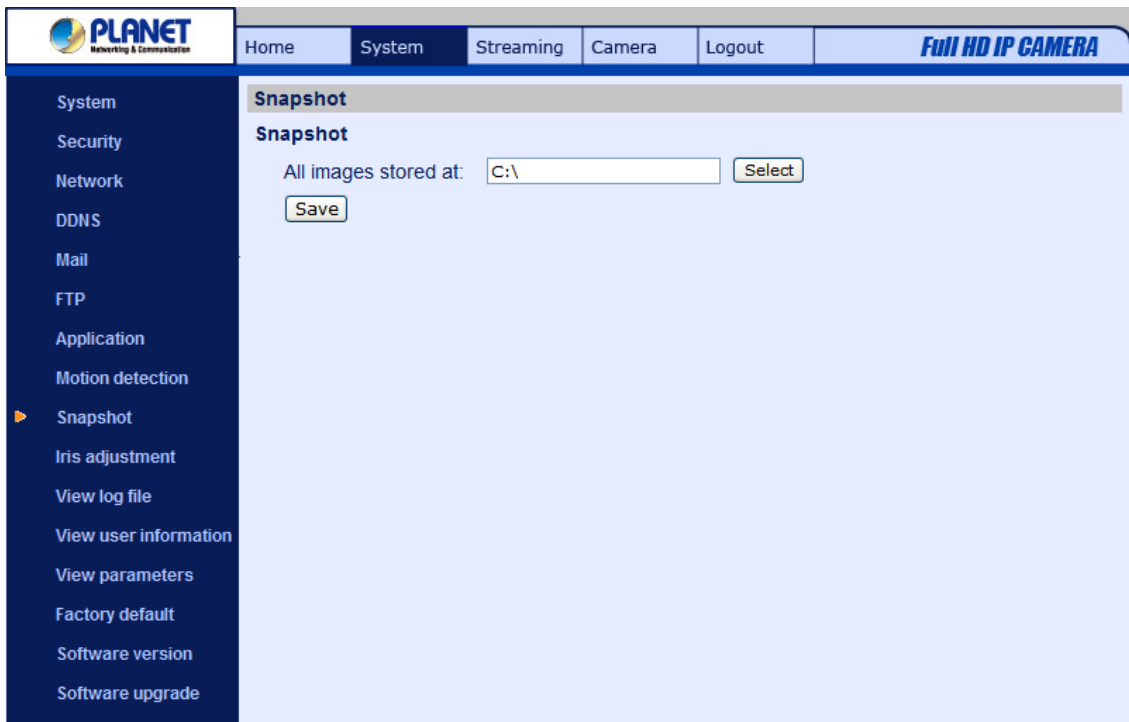 PLANET
Networking & Communication
Home System Streaming Camera Logout Full HD IP CAMERA
System
Security
Network
DDNS
Mail
FTP
Application
Motion detection
Snapshot
Iris adjustment
View log file
View user information
View parameters
Factory default
Software version
Software upgrade
Snapshot
Snapshot
All images stored at: C:\ Select
Save